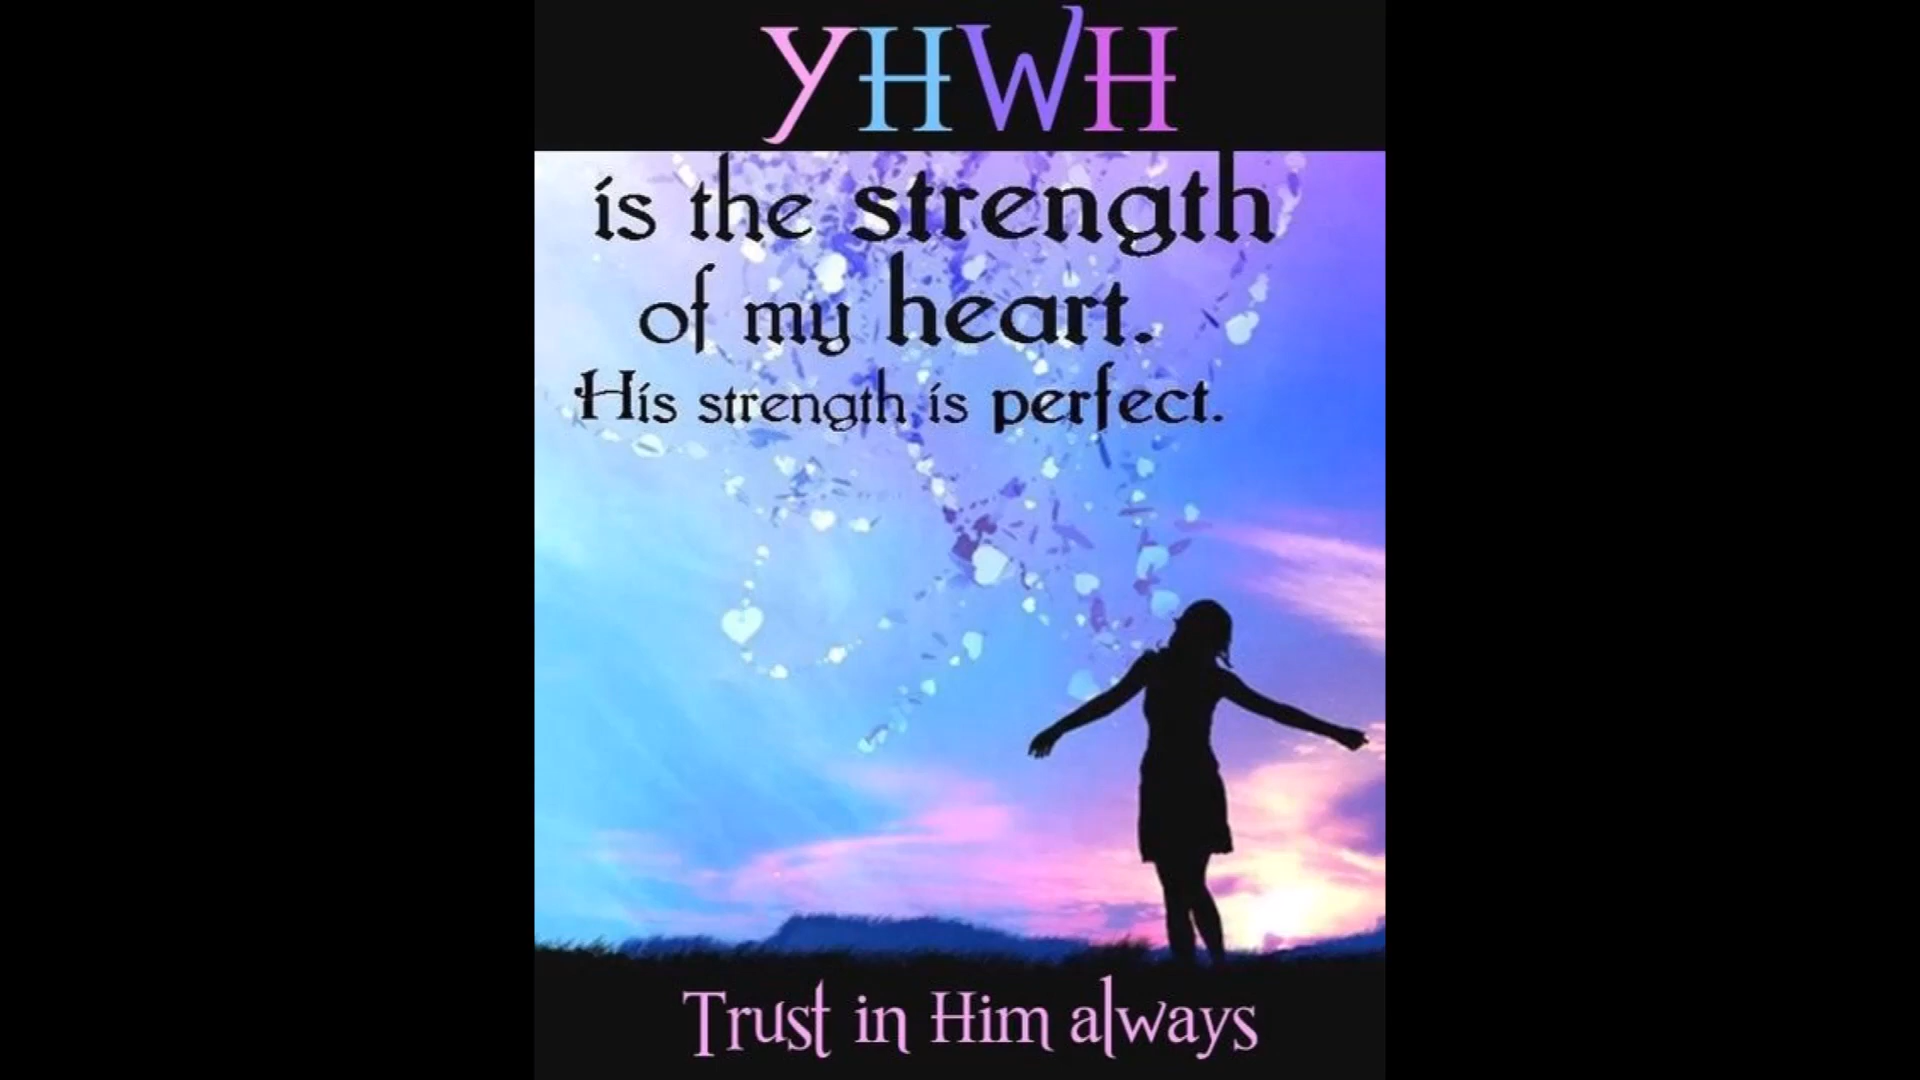 YHWH
is the strength
of my heart.
His strength is perfect.
Trust in Him always